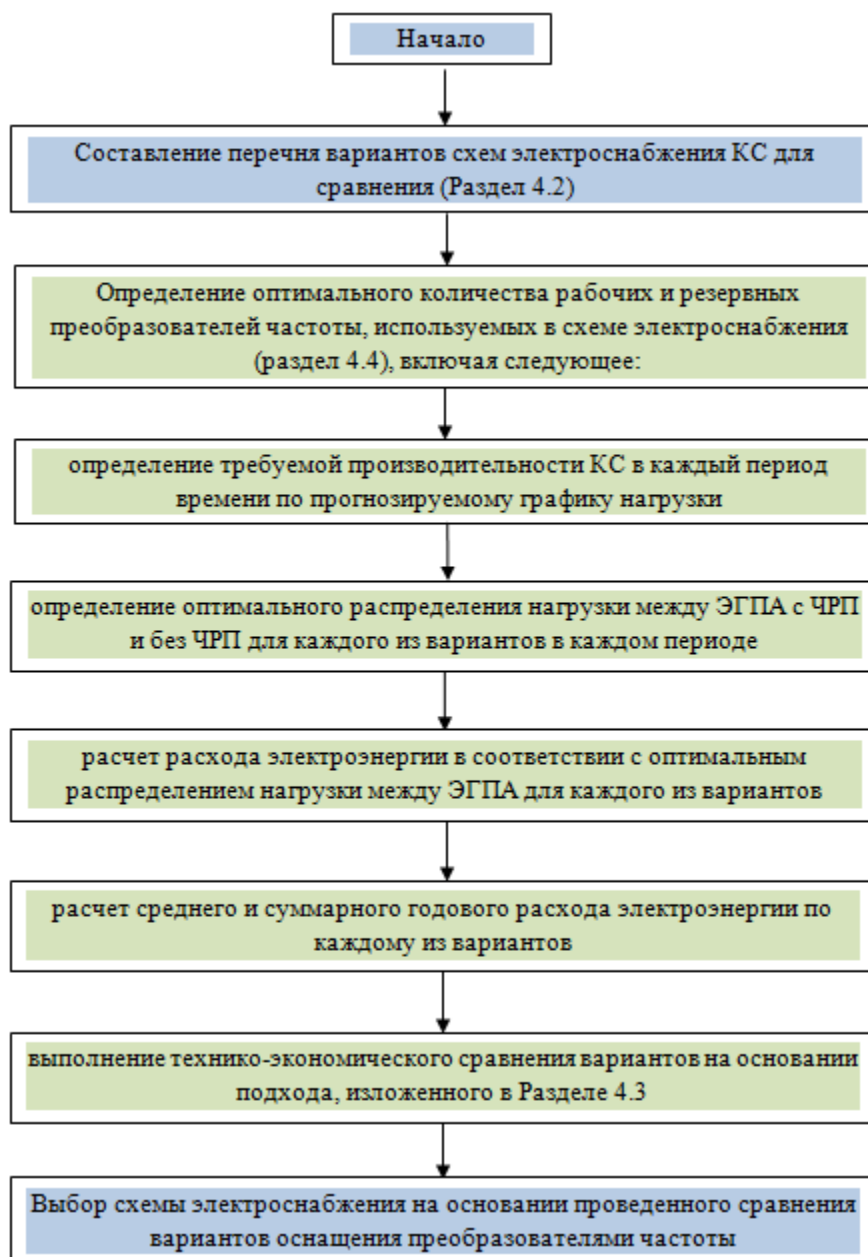 Начало
Составление перечня вариантов схем электроснабжения КС для
сравнения (Раздел 4.2)
Определение оптимального количества рабочих и резервных
преобразователей частоты, используемых в схеме электроснабжения
(раздел 4.4), включая следующее:
определение требуемой производительности КС в каждый период
времени по прогнозируемому графику нагрузки
определение оптимального распределения нагрузки между ЭГПА с ЧРП
и без ЧРП для каждого из вариантов в каждом периоде
расчет расхода электроэнергии в соответствии с оптимальным
распределением нагрузки между ЭГПА для каждого из вариантов
расчет среднего и суммарного годового расхода электроэнергии по
каждому из вариантов
выполнение технико-экономического сравнения вариантов на основании
подхода, изложенного в Разделе 4.3
Выбор схемы электроснабжения на основании проведенного сравнения
вариантов оснащения преобразователями частоты